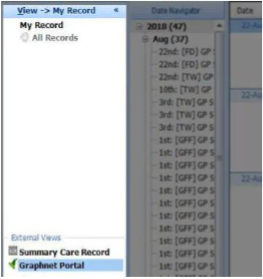 View -> My Record «
My Record
All Records
External Views
Summary Care Record
Graphnet Portal
Date Navigator
2018 (47)
Aug (37)
22nd: [FD] GP S
22nd: [FD] GP S
22nd: [TW] GP
10th: [TW] GP
3rd: [TW] GP S
3rd: [TW] GP S
3rd: [TW] GP S
1st: [GFF] GP S
1st: [GFF] GP S
1st: [GFF] GP S
1st: [GFF] GP S
1st: [GFF] GP S
1st: [GFF] GP S
1st: [GFF] GP S
1st: [GFF] GP S
1st: [GFF] GP S
1st: [GFF] GP S
1st: [GFF] GP S
Date
22-Au
22-Au
22-Au